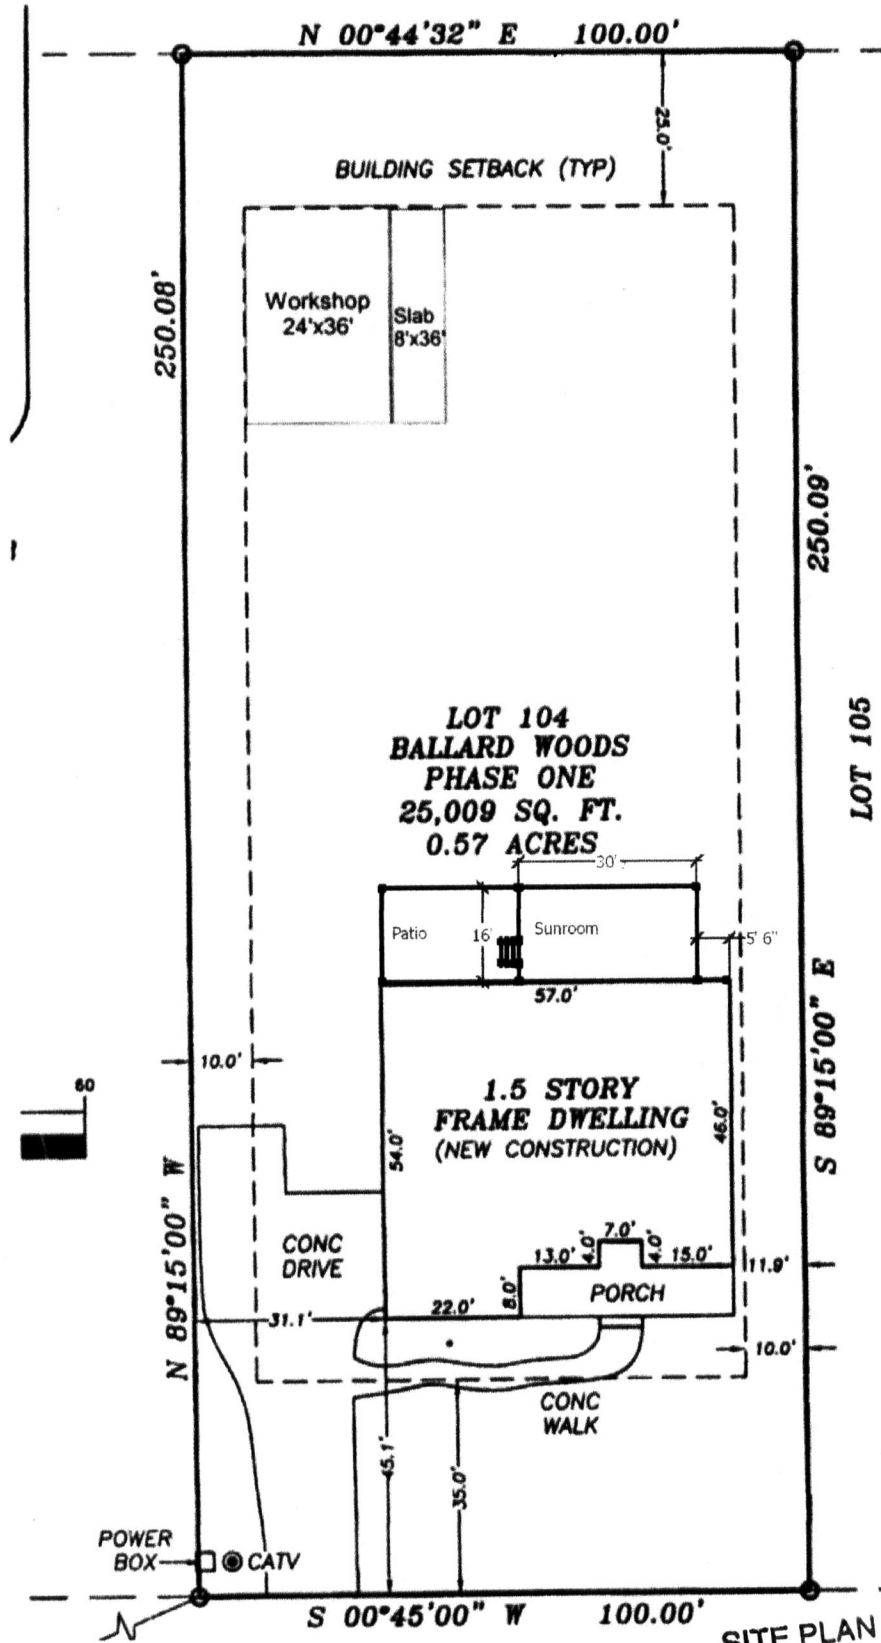 N 00°44'32" E 100.00'
25.0'
BUILDING SETBACK (TYP)
250.08'
Workshop
24'x36'
Slab
8'x36'
250.09'
LOT 105
LOT 104
BALLARD WOODS
PHASE ONE
25,009 SQ. FT.
0.57 ACRES
30'
Patio
16'
Sunroom
5' 6"
57.0'
10.0'
60
1.5 STORY
FRAME DWELLING
(NEW CONSTRUCTION)
54.0'
46.0'
S 89°15'00" E
N 89°15'00" W
CONC
DRIVE
7.0'
13.0'
4.0'
4.0'
15.0'
11.9'
8.0'
PORCH
22.0'
31.1'
10.0'
CONC
WALK
45.1'
35.0'
POWER
BOX
CATV
S 00°45'00" W 100.00'
SITE PLAN